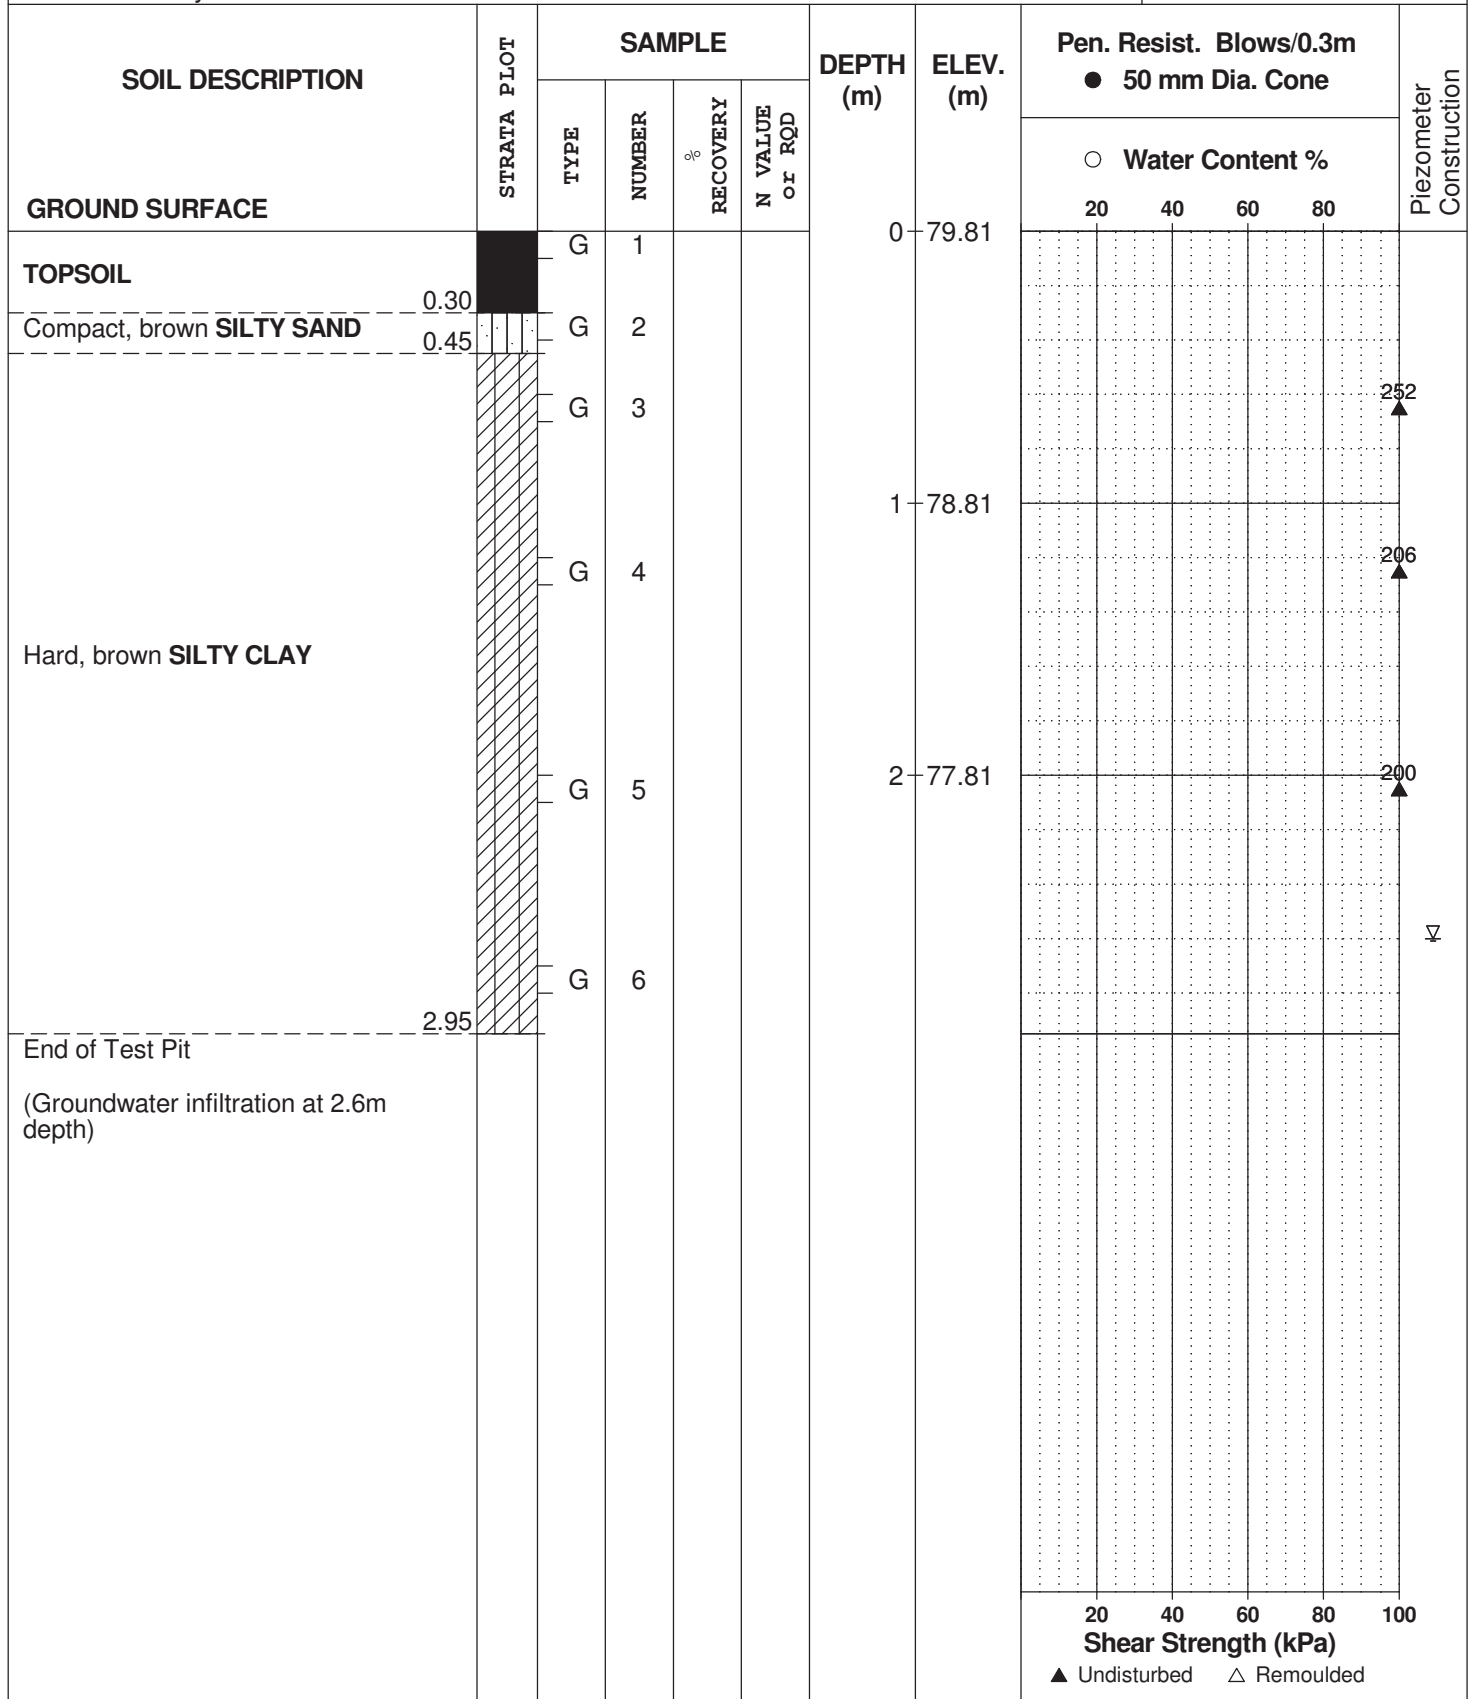 SOIL DESCRIPTION
GROUND SURFACE
STRATA PLOT
SAMPLE
TYPE
NUMBER
%
RECOVERY
N VALUE
or RQD
DEPTH
(m)
ELEV.
(m)
Pen. Resist. Blows/0.3m
● 50 mm Dia. Cone
○ Water Content %
20 40 60 80
Piezometer
Construction
0 79.81
G 1
TOPSOIL
0.30
Compact, brown SILTY SAND
G 2
0.45
252
G 3
1 78.81
206
G 4
Hard, brown SILTY CLAY
2 77.81
200
G 5
G 6
2.95
End of Test Pit
(Groundwater infiltration at 2.6m
depth)
20 40 60 80 100
Shear Strength (kPa)
▲ Undisturbed △ Remoulded